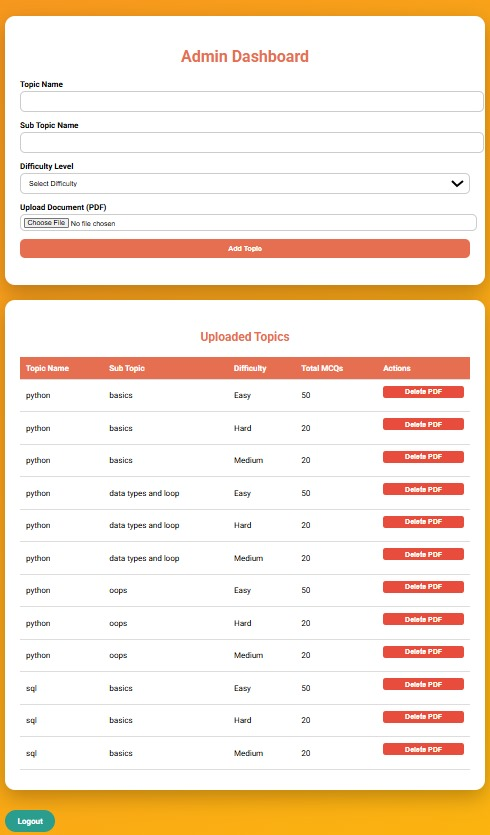 Admin Dashboard
Topic Name
Sub Topic Name
Difficulty Level
Select Difficulty
Upload Document (PDF)
Choose File No file chosen
Add Topic
Uploaded Topics
Topic Name Sub Topic Difficulty Total MCQs Actions
python basics Easy 50 Delete PDF
python basics Hard 20 Delete PDF
python basics Medium 20 Delete PDF
python data types and loop Easy 50 Delete PDF
python data types and loop Hard 20 Delete PDF
python data types and loop Medium 20 Delete PDF
python oops Easy 50 Delete PDF
python oops Hard 20 Delete PDF
python oops Medium 20 Delete PDF
sql basics Easy 50 Delete PDF
sql basics Hard 20 Delete PDF
sql basics Medium 20 Delete PDF
Logout